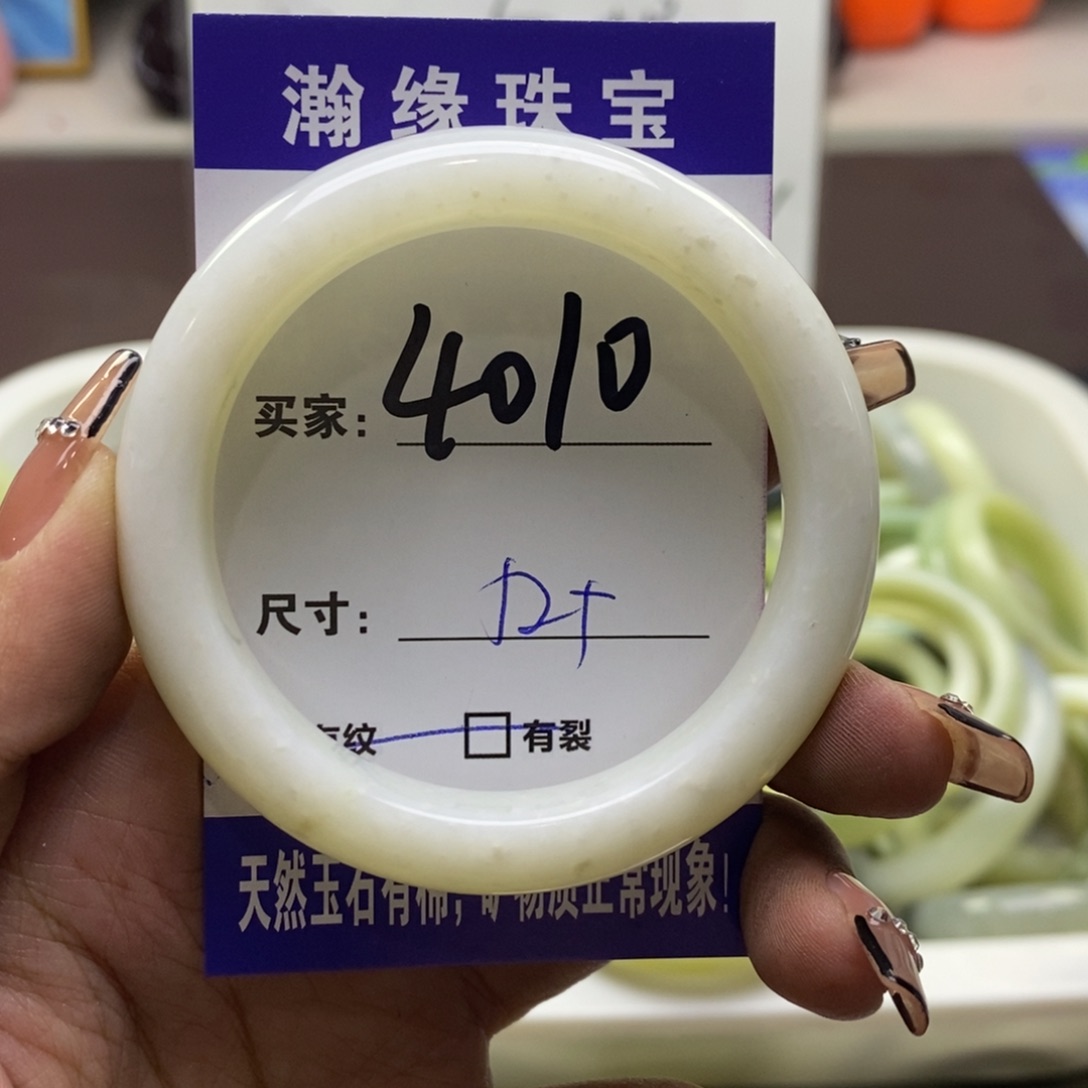 瀚缘珠宝
买家：4010
尺寸：
纹 有裂
天然玉石有棉，矿物质正常现象！